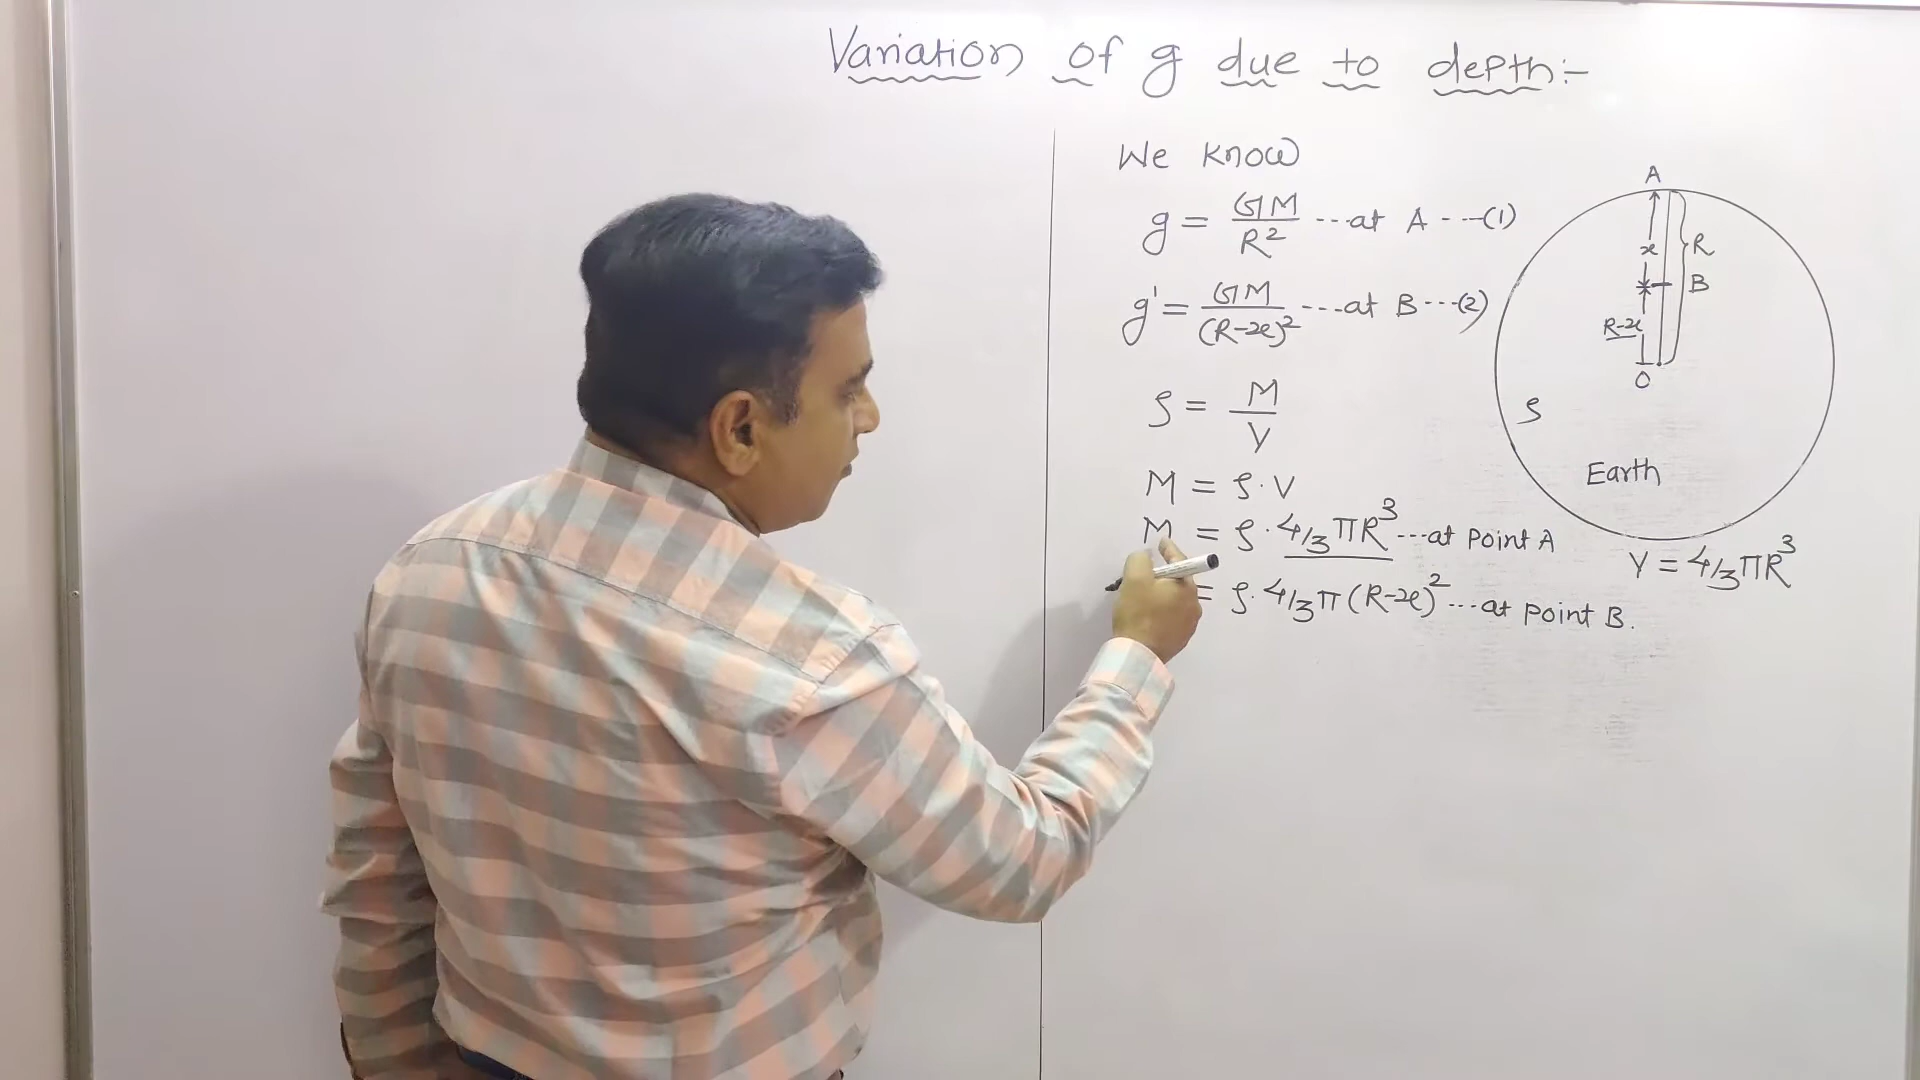 Variation of g due to depth:-
We know
g = GM/R² ---at A ----(1)
g' = GM/(R-x)² ---at B ---(2)
ρ = M/V
M = ρ.V
M = ρ.4/3πR³ ---at point A
= ρ.4/3π(R-x)² ---at point B.
A
x
R
B
R-x
O
ρ
Earth
V = 4/3πR³